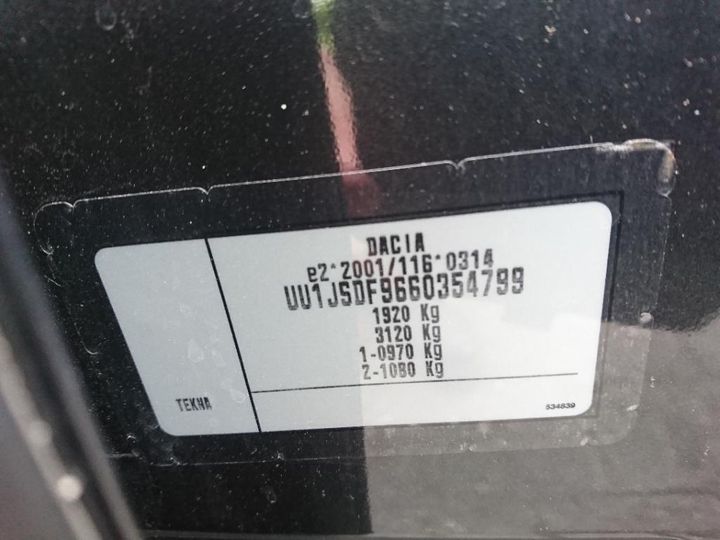 DACIA
e2*2001/116*0314
UU1JSDF9660354799
1920 Kg
3120 Kg
1-0970 Kg
2-1080 Kg
TEKNA
534839